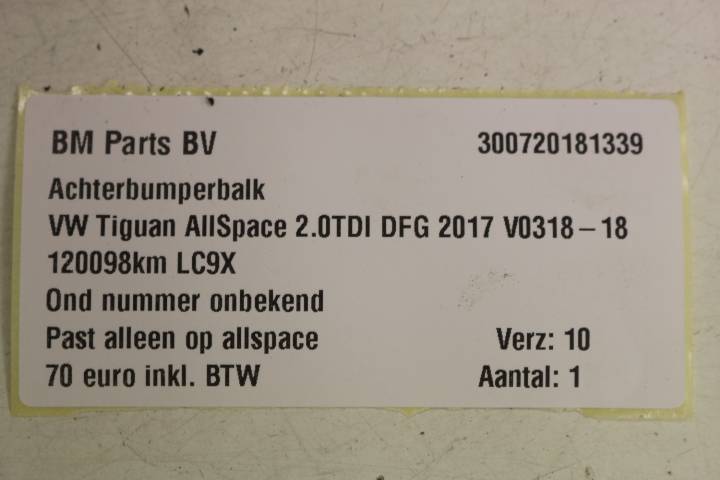 BM Parts BV 300720181339
Achterbumperbalk
VW Tiguan AllSpace 2.0TDI DFG 2017 V0318-18
120098km LC9X
Ond nummer onbekend
Past alleen op allspace Verz: 10
70 euro inkl. BTW Aantal: 1